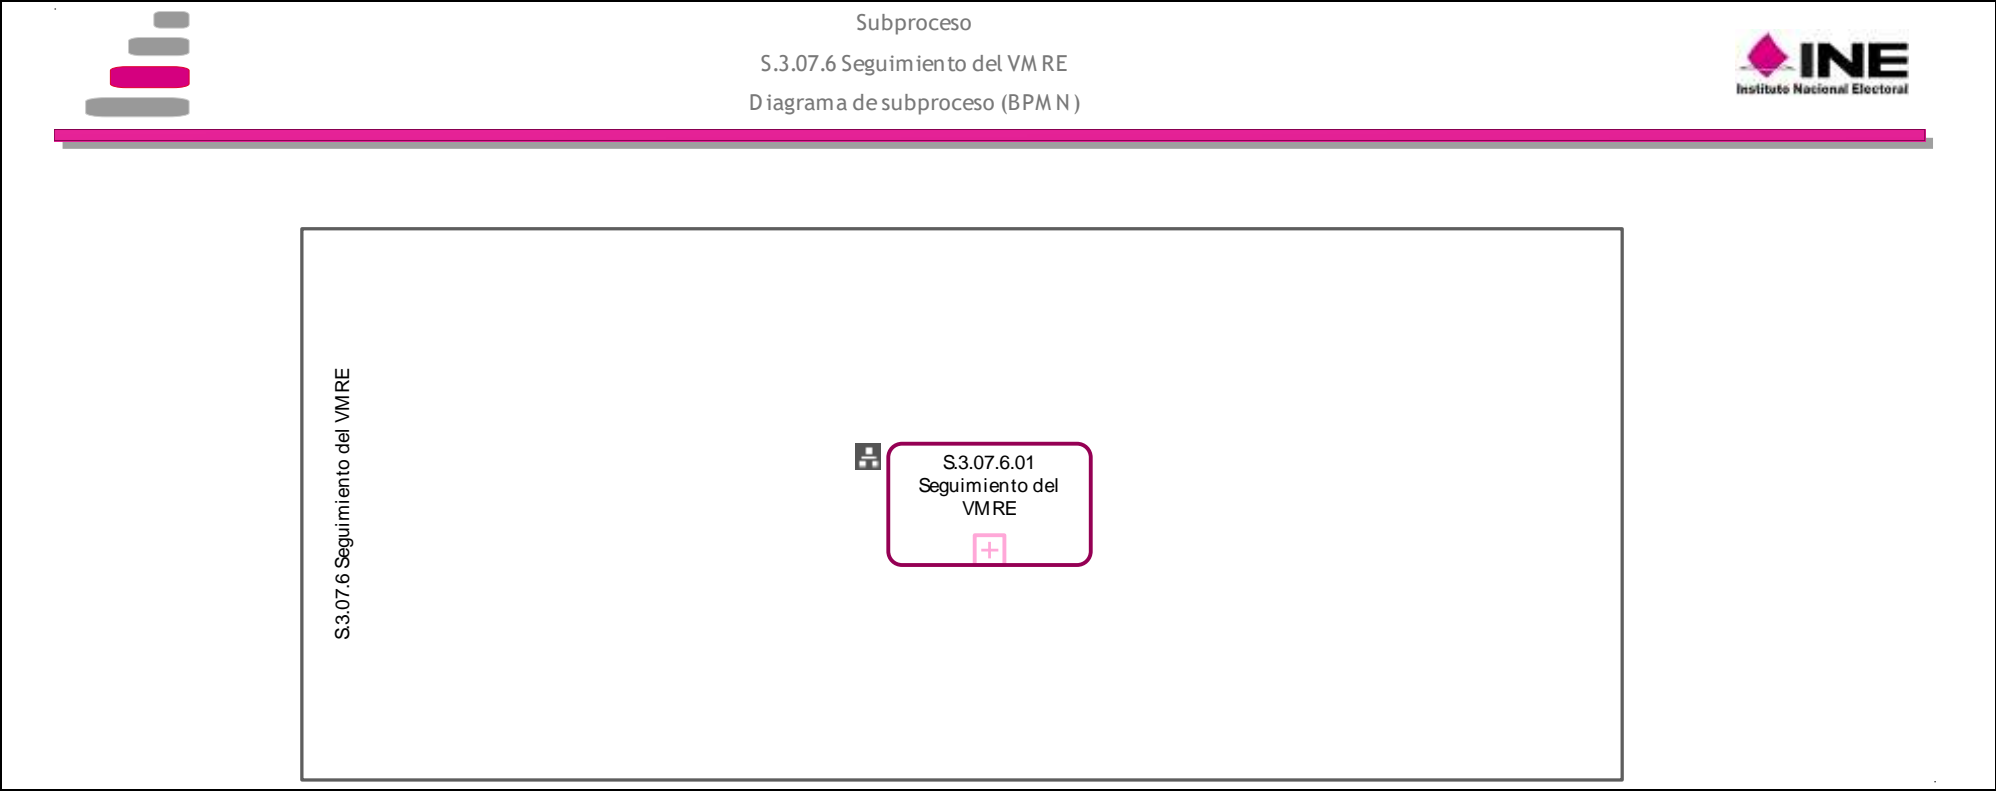 Subproceso
S.3.07.6 Seguimiento del VMRE
Diagrama de subproceso (BPMN)
INE
Instituto Nacional Electoral
S.3.07.6 Seguimiento del VMRE
S.3.07.6.01
Seguimiento del
VMRE